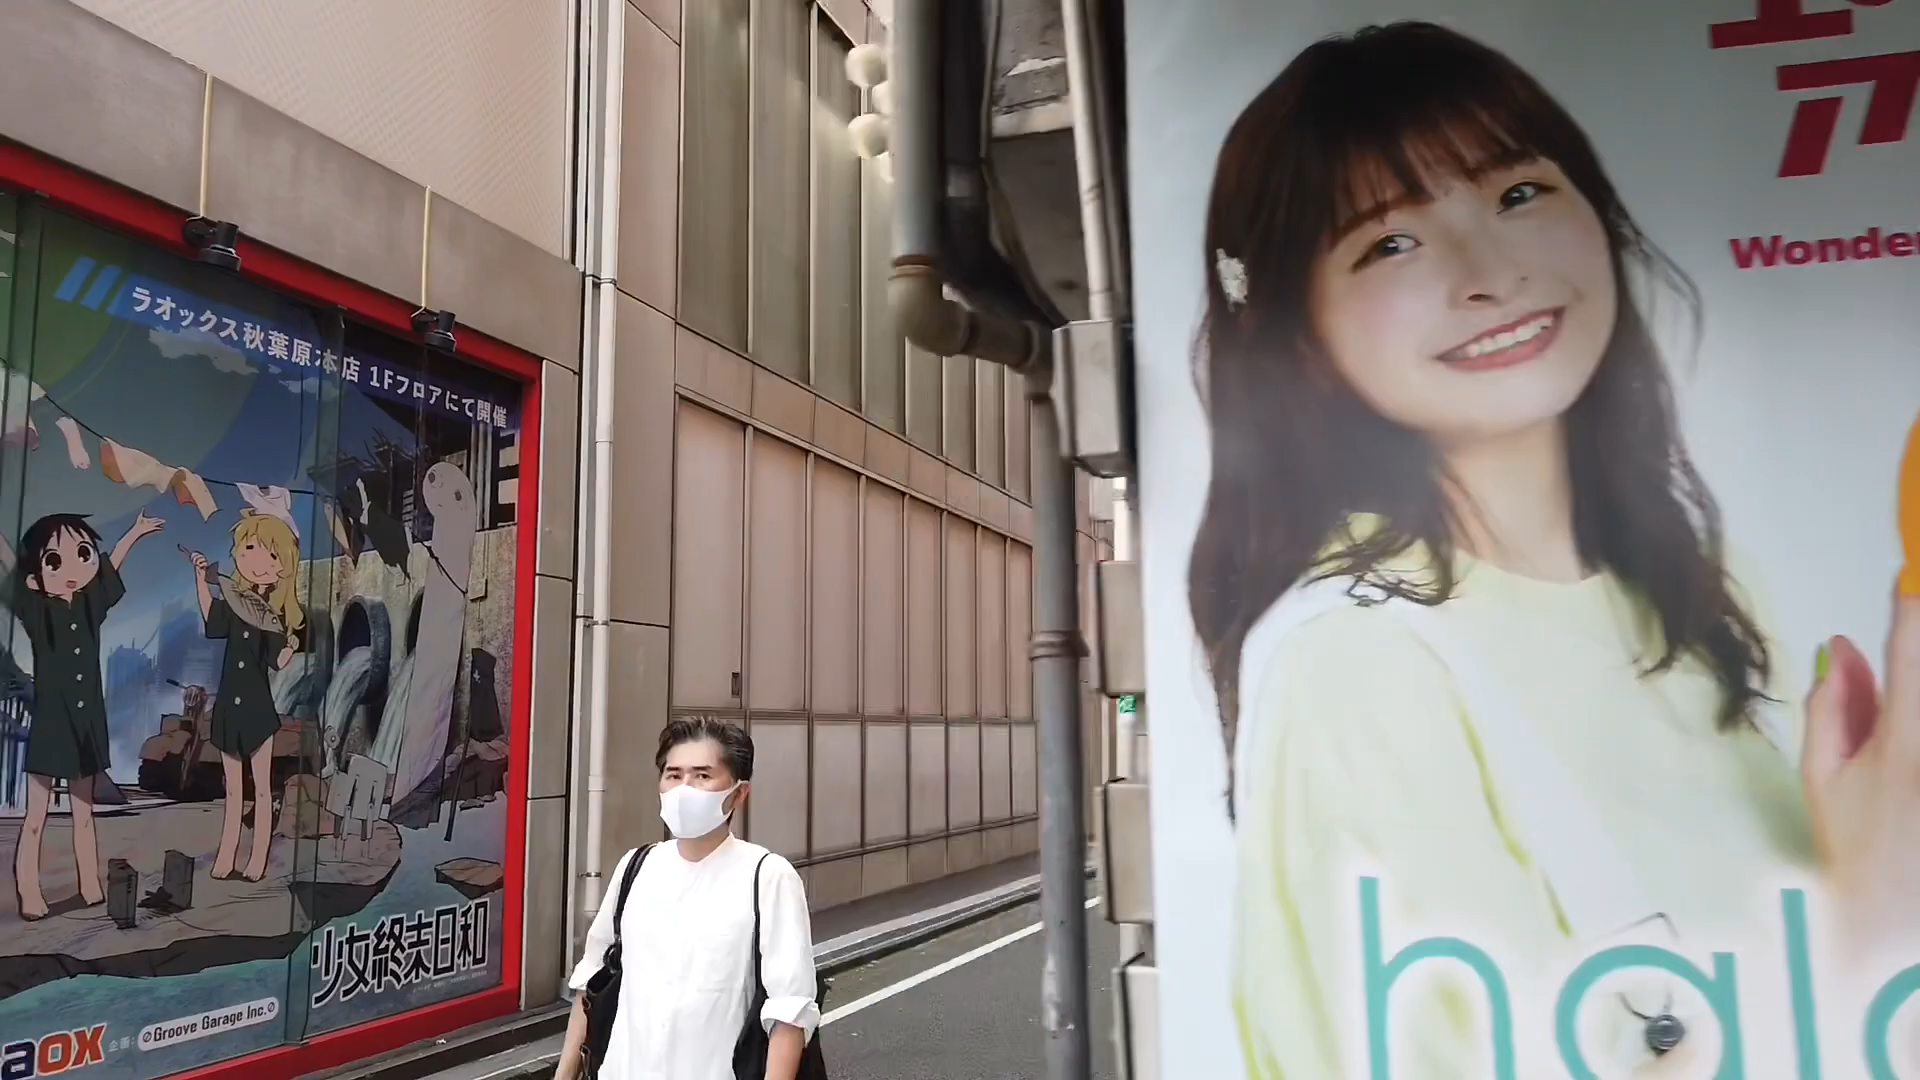 ラオックス秋葉原本店 1Fフロアにて開催
少女終末日和
aox
企画:
Groove Garage Inc.
Wonder
halo